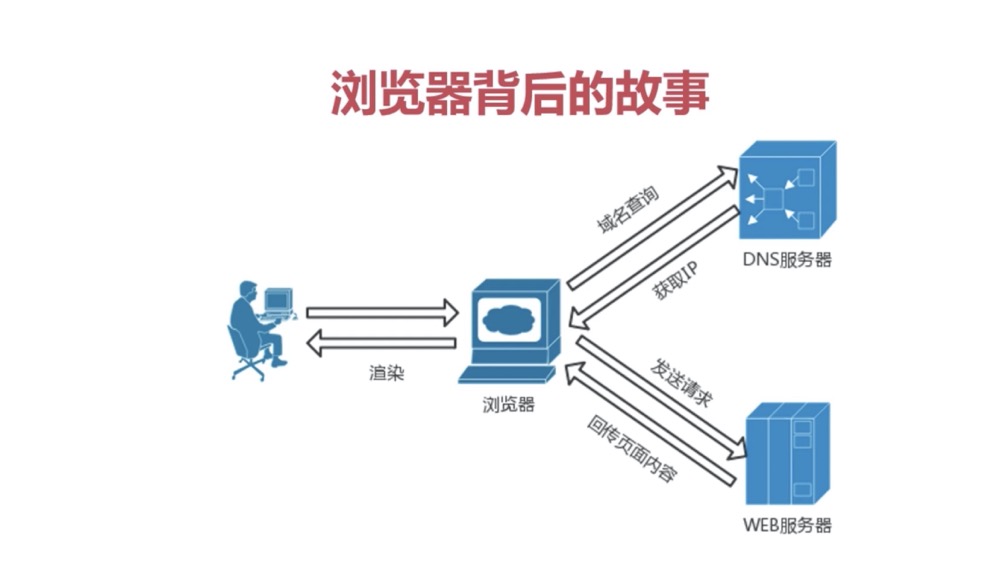 浏览器背后的故事
域名查询
DNS服务器
获取IP
渲染
浏览器
发送请求
回传页面内容
WEB服务器